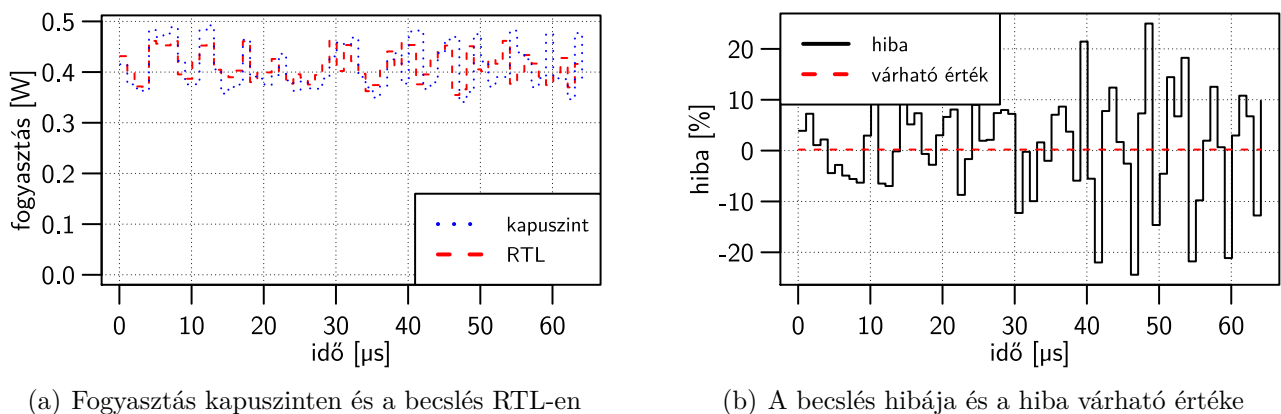 0.5
0.4
0.3
0.2
0.1
0.0
fogyasztás [W]
kapuszint
RTL
0 10 20 30 40 50 60
idő [µs]
(a) Fogyasztás kapuszinten és a becslés RTL-en
20
10
0
-10
-20
hiba [%]
hiba
várható érték
0 10 20 30 40 50 60
idő [µs]
(b) A becslés hibája és a hiba várható értéke